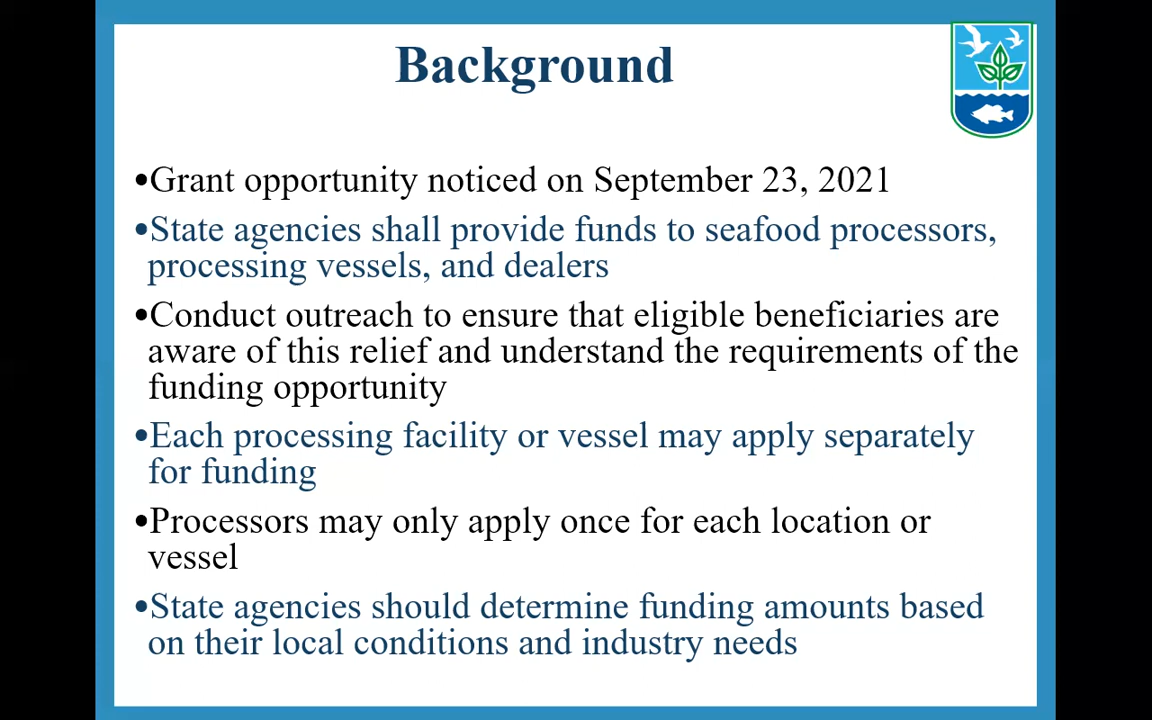 Background
•Grant opportunity noticed on September 23, 2021
•State agencies shall provide funds to seafood processors,
processing vessels, and dealers
•Conduct outreach to ensure that eligible beneficiaries are
aware of this relief and understand the requirements of the
funding opportunity
•Each processing facility or vessel may apply separately
for funding
•Processors may only apply once for each location or
vessel
•State agencies should determine funding amounts based
on their local conditions and industry needs